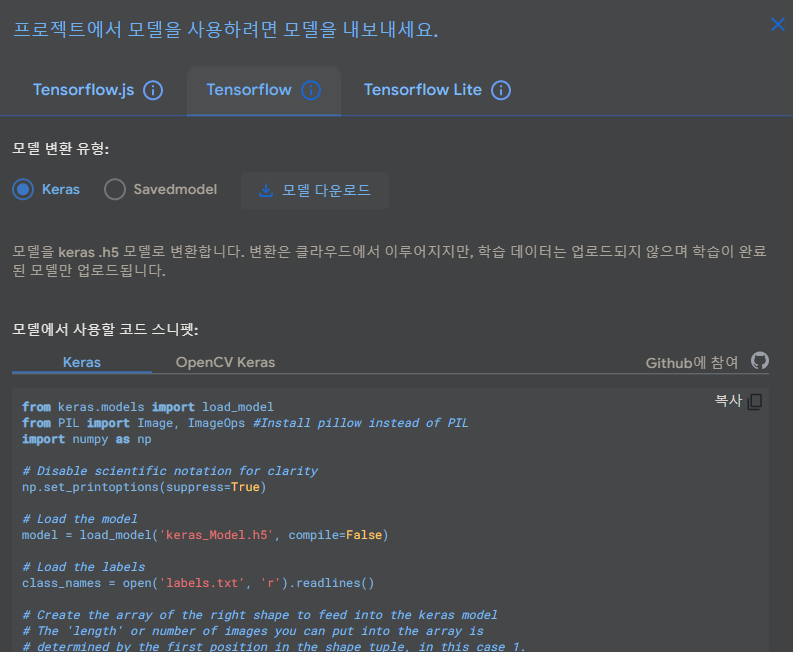 프로젝트에서 모델을 사용하려면 모델을 내보내세요.
Tensorflow.js Tensorflow Tensorflow Lite
모델 변환 유형:
Keras Savedmodel 모델 다운로드
모델을 keras .h5 모델로 변환합니다. 변환은 클라우드에서 이루어지지만, 학습 데이터는 업로드되지 않으며 학습이 완료
된 모델만 업로드됩니다.
모델에서 사용할 코드 스니펫:
Keras OpenCV Keras Github에 참여
복사
from keras.models import load_model
from PIL import Image, ImageOps #Install pillow instead of PIL
import numpy as np
# Disable scientific notation for clarity
np.set_printoptions(suppress=True)
# Load the model
model = load_model('keras_Model.h5', compile=False)
# Load the labels
class_names = open('labels.txt', 'r').readlines()
# Create the array of the right shape to feed into the keras model
# The 'length' or number of images you can put into the array is
# determined by the first position in the shape tuple, in this case 1.